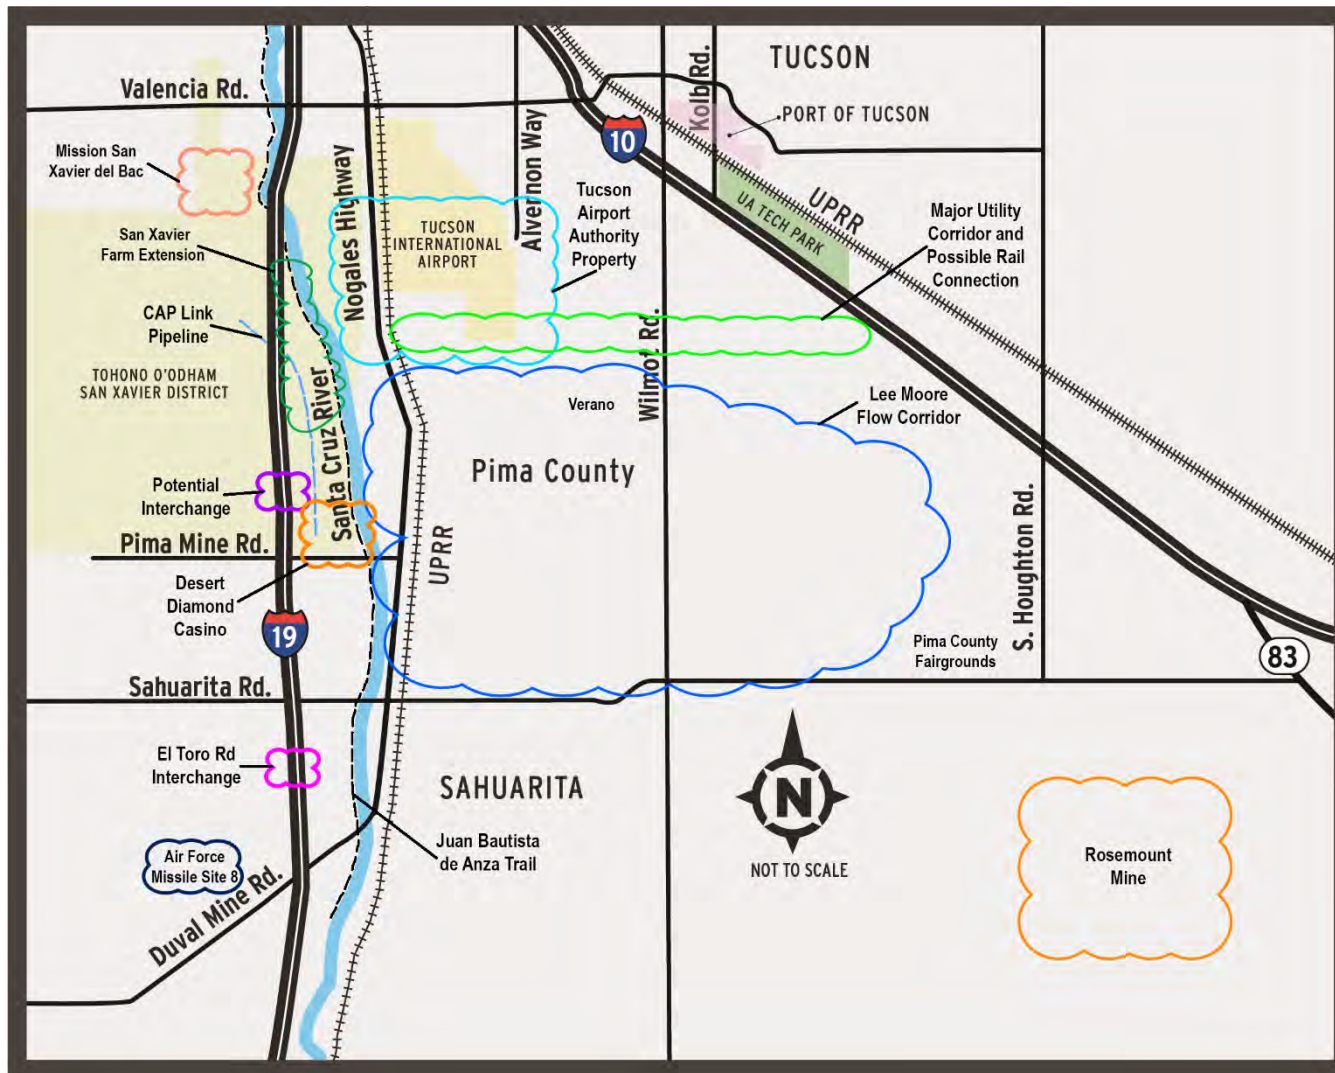 TUCSON
Kolb Rd.
Valencia Rd.
PORT OF TUCSON
10
Mission San
Xavier del Bac
Nogales Highway
Alvernon Way
Tucson
Airport
Authority
Property
UA TECH PARK
UPRR
Major Utility
Corridor and
Possible Rail
Connection
San Xavier
Farm Extension
TUCSON
INTERNATIONAL
AIRPORT
CAP Link
Pipeline
TOHONO O'ODHAM
SAN XAVIER DISTRICT
Santa Cruz River
Wilmot Rd.
Verano
Lee Moore
Flow Corridor
Pima County
Potential
Interchange
Pima Mine Rd.
UPRR
S. Houghton Rd.
Desert
Diamond
Casino
19
Pima County
Fairgrounds
83
Sahuarita Rd.
El Toro Rd
Interchange
SAHUARITA
N
NOT TO SCALE
Juan Bautista
de Anza Trail
Air Force
Missile Site 8
Duval Mine Rd.
Rosemount
Mine